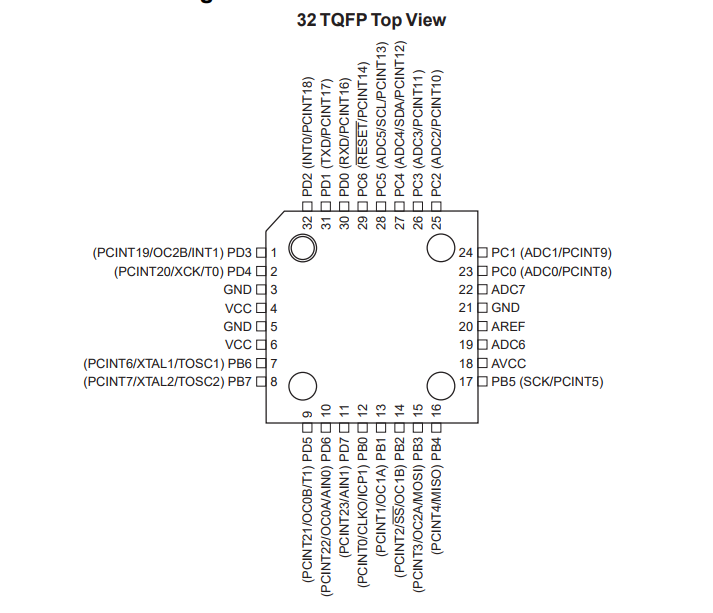 32 TQFP Top View
PD2 (INT0/PCINT18)
PD1 (TXD/PCINT17)
PD0 (RXD/PCINT16)
PC6 (RESET/PCINT14)
PC5 (ADC5/SCL/PCINT13)
PC4 (ADC4/SDA/PCINT12)
PC3 (ADC3/PCINT11)
PC2 (ADC2/PCINT10)
32
31
30
29
28
27
26
25
(PCINT19/OC2B/INT1) PD3 1
(PCINT20/XCK/T0) PD4 2
GND 3
VCC 4
GND 5
VCC 6
(PCINT6/XTAL1/TOSC1) PB6 7
(PCINT7/XTAL2/TOSC2) PB7 8
24 PC1 (ADC1/PCINT9)
23 PC0 (ADC0/PCINT8)
22 ADC7
21 GND
20 AREF
19 ADC6
18 AVCC
17 PB5 (SCK/PCINT5)
9
10
11
12
13
14
15
16
(PCINT21/OC0B/T1) PD5
(PCINT22/OC0A/AIN0) PD6
(PCINT23/AIN1) PD7
(PCINT0/CLKO/ICP1) PB0
(PCINT1/OC1A) PB1
(PCINT2/SS/OC1B) PB2
(PCINT3/OC2A/MOSI) PB3
(PCINT4/MISO) PB4